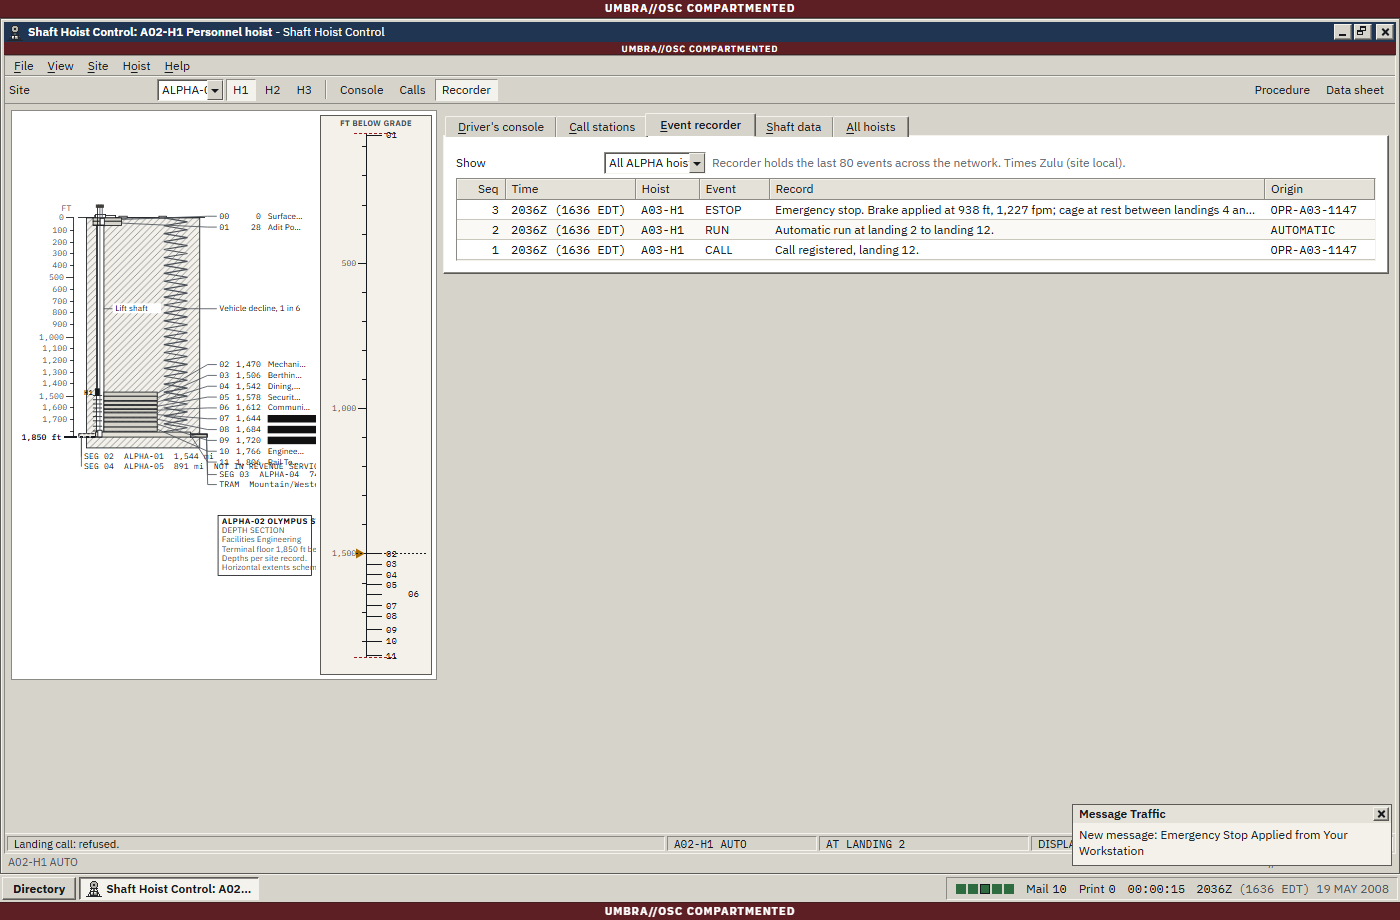 UMBRA//OSC COMPARTMENTED
Shaft Hoist Control: A02-H1 Personnel hoist - Shaft Hoist Control
UMBRA//OSC COMPARTMENTED
File View Site Hoist Help
Site ALPHA-0 H1 H2 H3 Console Calls Recorder Procedure Data sheet
FT BELOW GRADE
01
500
1,000
1,500
02
03
04
05
06
07
08
09
10
11
FT
0
100
200
300
400
500
600
700
800
900
1,000
1,100
1,200
1,300
1,400
1,500
1,600
1,700
1,850 ft
H1
Lift shaft
00 0 Surface...
01 28 Adit Po...
Vehicle decline, 1 in 6
02 1,470 Mechani...
03 1,506 Berthin...
04 1,542 Dining,...
05 1,578 Securit...
06 1,612 Communi...
07 1,644
08 1,684
09 1,720
10 1,766 Enginee...
11 1,806 Rail Te...
SEG 02 ALPHA-01 1,544 mi
SEG 04 ALPHA-05 891 mi NOT IN REVENUE SERVIC
SEG 03 ALPHA-04 74
TRAM Mountain/Weste
ALPHA-02 OLYMPUS S
DEPTH SECTION
Facilities Engineering
Terminal floor 1,850 ft be
Depths per site record.
Horizontal extents schem
Driver's console Call stations Event recorder Shaft data All hoists
Show All ALPHA hois Recorder holds the last 80 events across the network. Times Zulu (site local).
Seq Time Hoist Event Record Origin
3 2036Z (1636 EDT) A03-H1 ESTOP Emergency stop. Brake applied at 938 ft, 1,227 fpm; cage at rest between landings 4 an... OPR-A03-1147
2 2036Z (1636 EDT) A03-H1 RUN Automatic run at landing 2 to landing 12. AUTOMATIC
1 2036Z (1636 EDT) A03-H1 CALL Call registered, landing 12. OPR-A03-1147
Message Traffic
New message: Emergency Stop Applied from Your
Workstation
Landing call: refused. A02-H1 AUTO AT LANDING 2 DISPL
A02-H1 AUTO
Directory Shaft Hoist Control: A02... Mail 10 Print 0 00:00:15 2036Z (1636 EDT) 19 MAY 2008
UMBRA//OSC COMPARTMENTED